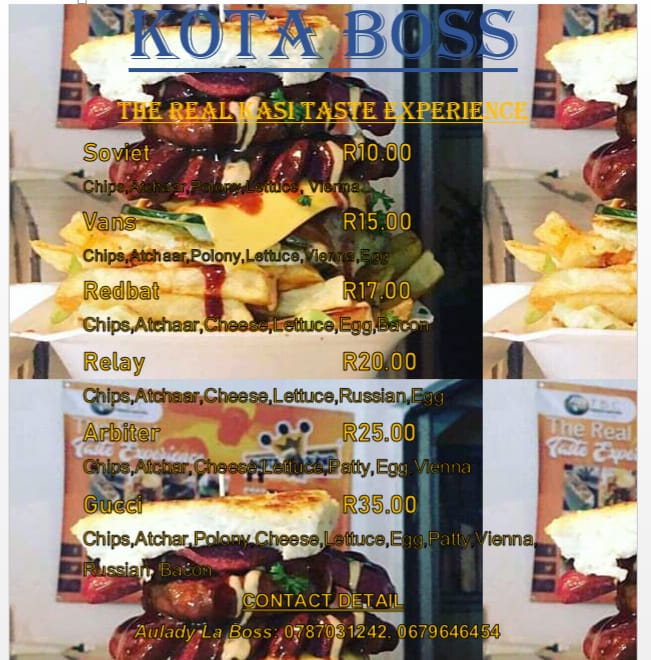 KOTA BOSS
THE REAL KASI TASTE EXPERIENCE
Soviet R10.00
Chips,Atchaar,Polony,Lettuce, Vienna
Vans R15.00
Chips,Atchaar,Polony,Lettuce,Vienna,Egg
Redbat R17.00
Chips,Atchaar,Cheese,Lettuce,Egg,Bacon
Relay R20.00
Chips,Atchaar,Cheese,Lettuce,Russian,Egg
The Real
Taste Experience
The Real
Taste
Arbiter R25.00
Chips,Atchar,Cheese,Lettuce,Patty,Egg,Vienna
Gucci R35.00
Chips,Atchar,Polony,Cheese,Lettuce,Egg,Patty,Vienna,
Russian, Bacon
CONTACT DETAIL
Aulady La Boss: 0787031242. 0679646454